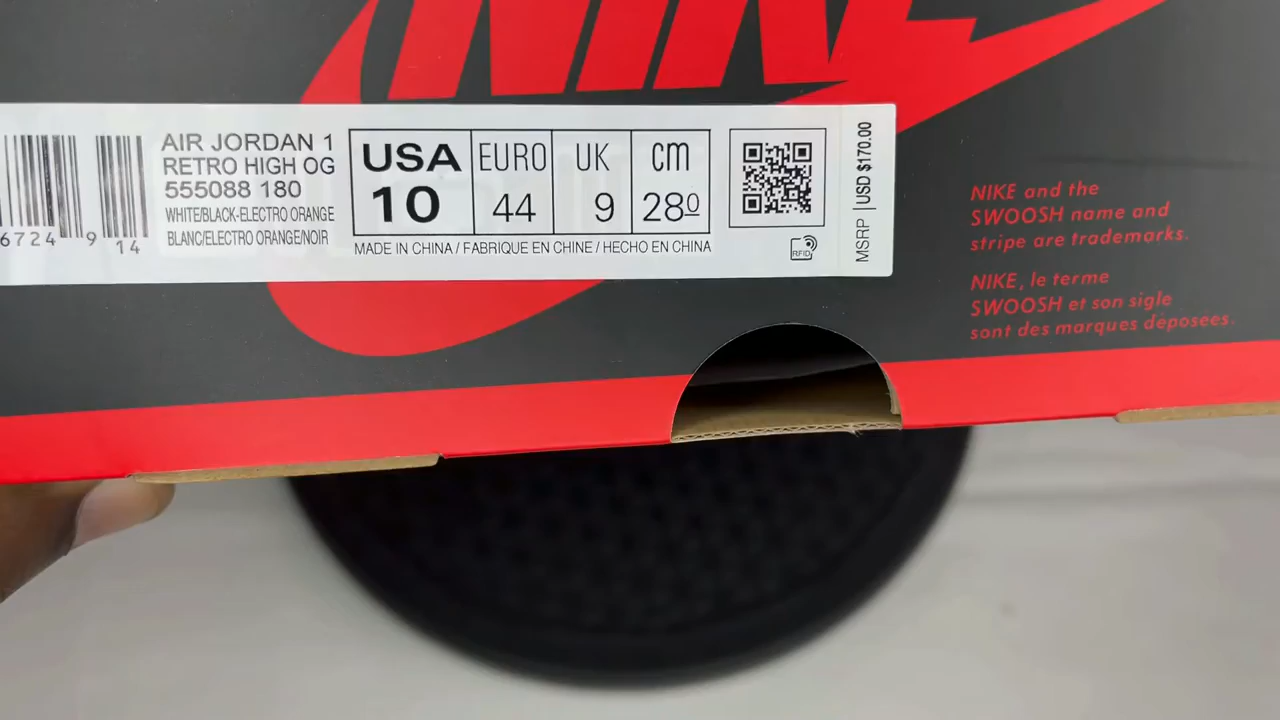 NIKE
AIR JORDAN 1
RETRO HIGH OG
555088 180
WHITE/BLACK-ELECTRO ORANGE
BLANC/ELECTRO ORANGE/NOIR
6724 9 14
USA EURO UK cm
10 44 9 28⁰
MADE IN CHINA / FABRIQUE EN CHINE / HECHO EN CHINA
RFID
MSRP | USD $170.00
NIKE and the
SWOOSH name and
stripe are trademarks.
NIKE, le terme
SWOOSH et son sigle
sont des marques déposées.